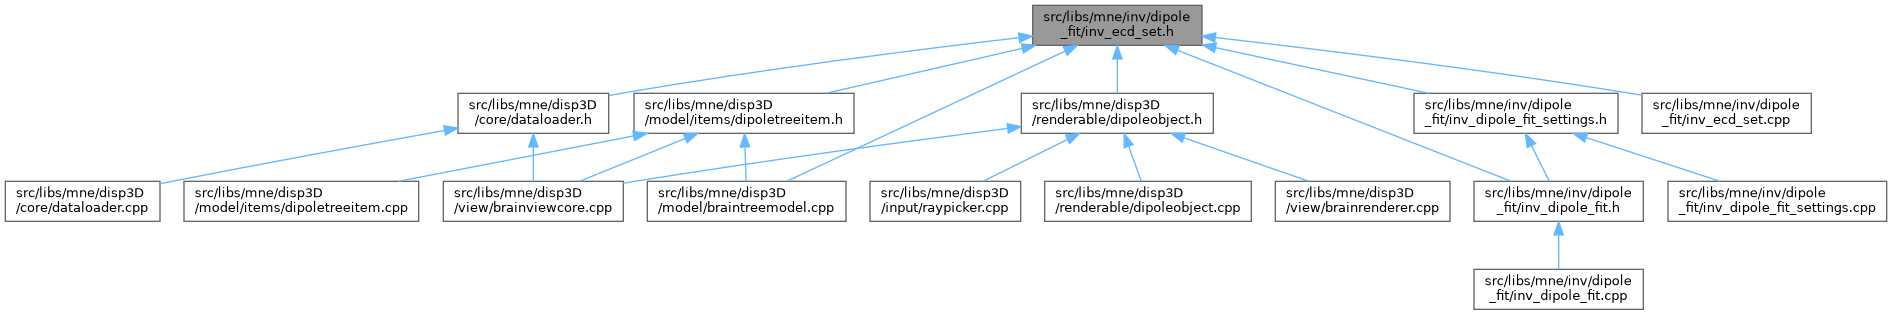 src/libs/mne/inv/dipole
_fit/inv_ecd_set.h
src/libs/mne/disp3D
/core/dataloader.h
src/libs/mne/disp3D
/model/items/dipoletreeitem.h
src/libs/mne/disp3D
/renderable/dipoleobject.h
src/libs/mne/inv/dipole
_fit/inv_dipole_fit_settings.h
src/libs/mne/inv/dipole
_fit/inv_ecd_set.cpp
src/libs/mne/disp3D
/core/dataloader.cpp
src/libs/mne/disp3D
/model/items/dipoletreeitem.cpp
src/libs/mne/disp3D
/view/brainviewcore.cpp
src/libs/mne/disp3D
/model/braintreemodel.cpp
src/libs/mne/disp3D
/input/raypicker.cpp
src/libs/mne/disp3D
/renderable/dipoleobject.cpp
src/libs/mne/disp3D
/view/brainrenderer.cpp
src/libs/mne/inv/dipole
_fit/inv_dipole_fit.h
src/libs/mne/inv/dipole
_fit/inv_dipole_fit_settings.cpp
src/libs/mne/inv/dipole
_fit/inv_dipole_fit.cpp